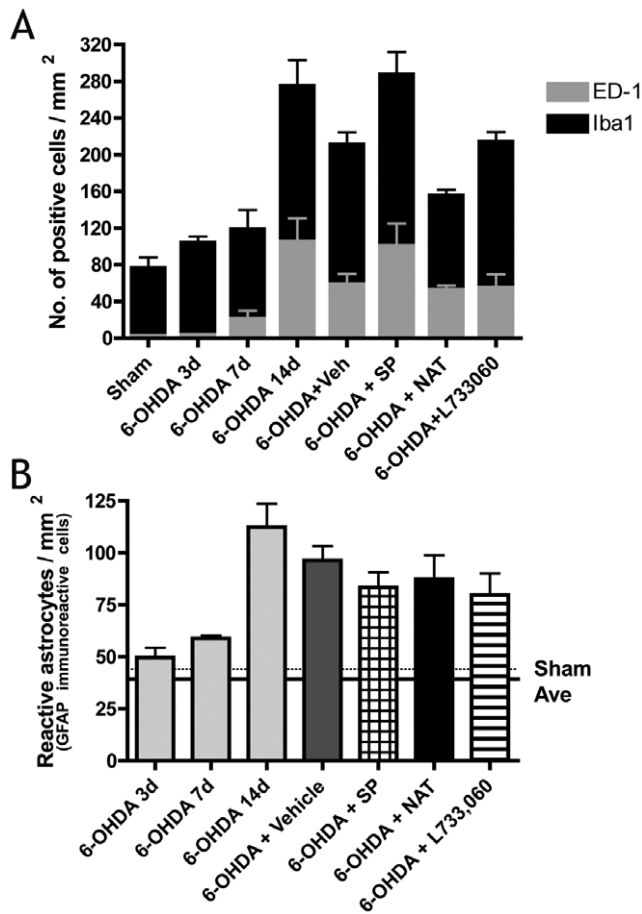 A
No. of positive cells / mm 2
320
280
240
200
160
120
80
40
0
ED-1
Iba1
Sham
6-OHDA 3d
6-OHDA 7d
6-OHDA 14d
6-OHDA+Veh
6-OHDA + SP
6-OHDA + NAT
6-OHDA+L733060
B
Reactive astrocytes / mm 2
(GFAP immunoreactive cells)
125
100
75
50
25
0
Sham
Ave
6-OHDA 3d
6-OHDA 7d
6-OHDA 14d
6-OHDA + Vehicle
6-OHDA + SP
6-OHDA + NAT
6-OHDA + L733,060